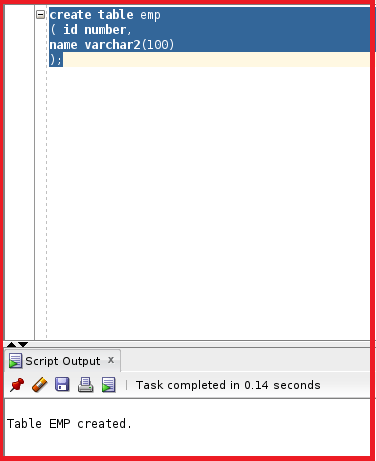 create table emp
( id number,
name varchar2(100)
);
Script Output x
Task completed in 0.14 seconds
Table EMP created.